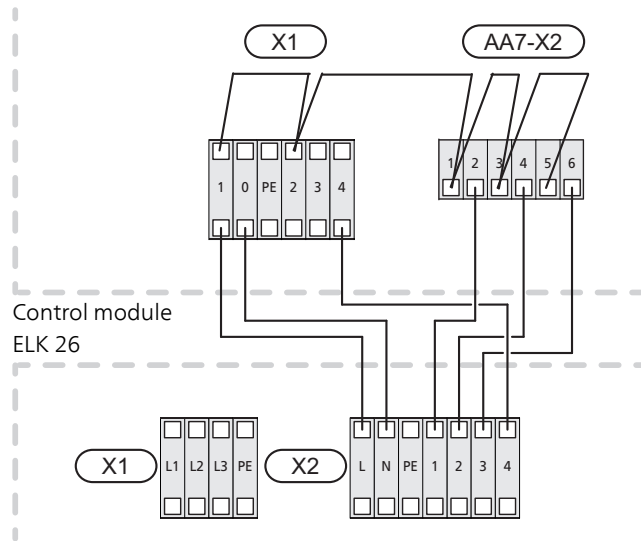 X1
AA7-X2
1 2 3 4 5 6
1 0 PE 2 3 4
Control module
ELK 26
X1
L1 L2 L3 PE
X2
L N PE 1 2 3 4